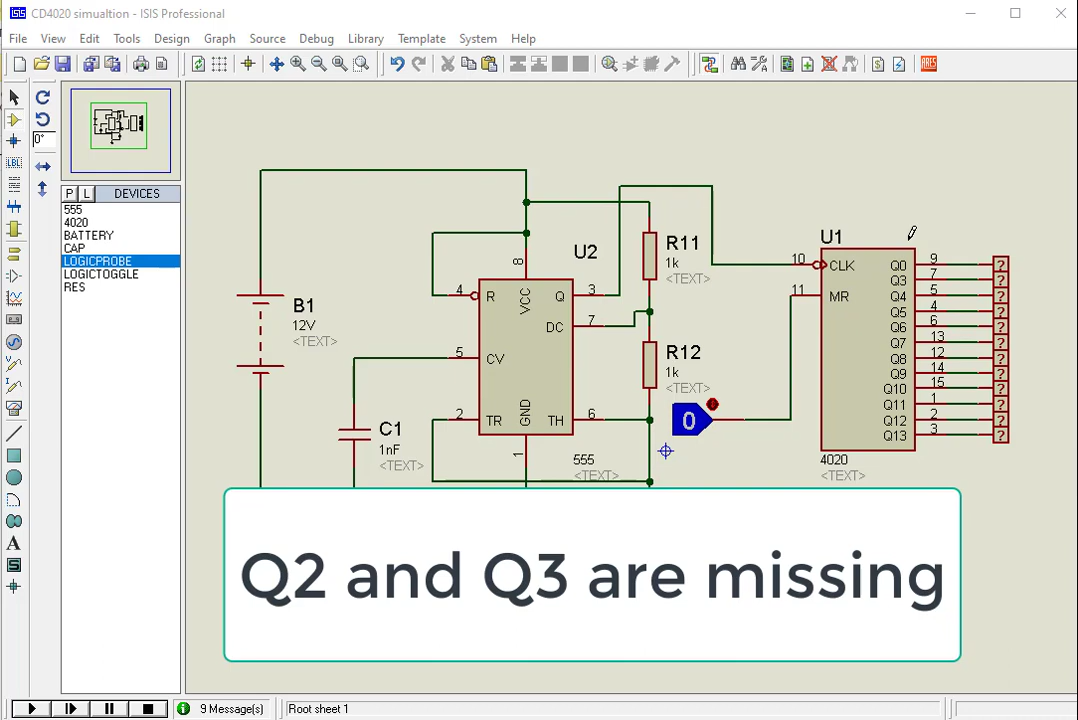 CD4020 simualtion - ISIS Professional
File View Edit Tools Design Graph Source Debug Library Template System Help
0°
P L DEVICES
555
4020
BATTERY
CAP
LOGICPROBE
LOGICTOGGLE
RES
LBL
A
S
ARES
B1
12V
<TEXT>
C1
1nF
<TEXT>
U2
8
4 R VCC Q 3
DC 7
5 CV
2 TR GND TH 6
1
555
<TEXT>
R11
1k
<TEXT>
R12
1k
<TEXT>
0
U1
10 CLK Q0 9 ?
Q3 7 ?
11 MR Q4 5 ?
Q5 4 ?
Q6 6 ?
Q7 13 ?
Q8 12 ?
Q9 14 ?
Q10 15 ?
Q11 1 ?
Q12 2 ?
Q13 3 ?
4020
<TEXT>
Q2 and Q3 are missing
9 Message(s) Root sheet 1